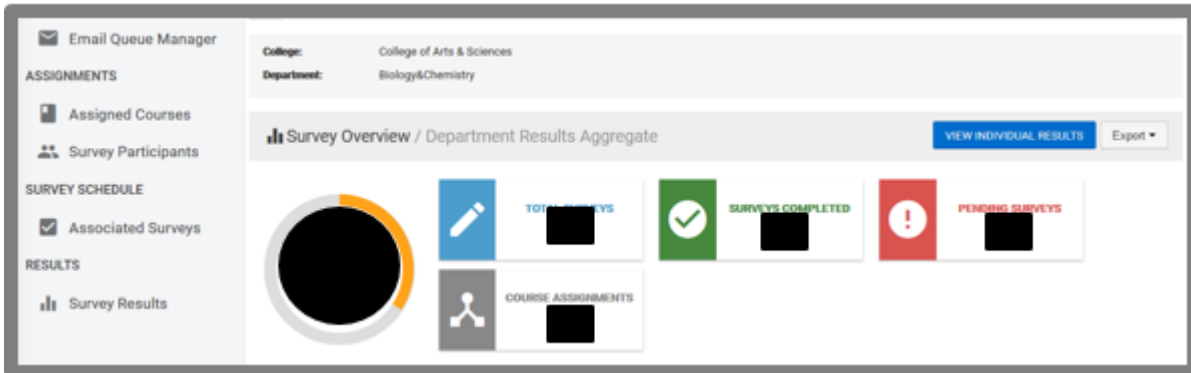 Email Queue Manager
ASSIGNMENTS
Assigned Courses
Survey Participants
SURVEY SCHEDULE
Associated Surveys
RESULTS
Survey Results
College: College of Arts & Sciences
Department: Biology&Chemistry
Survey Overview / Department Results Aggregate
VIEW INDIVIDUAL RESULTS
Export
TOTAL SURVEYS
SURVEYS COMPLETED
PENDING SURVEYS
COURSE ASSIGNMENTS